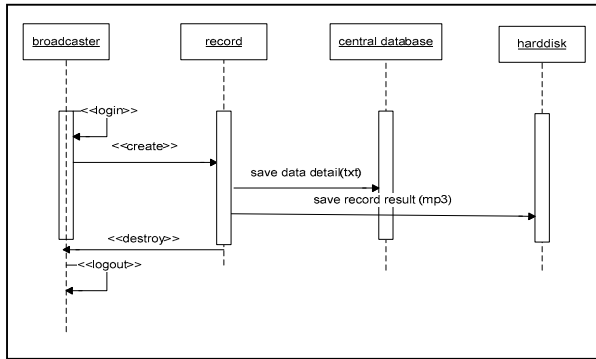 broadcaster
record
central database
harddisk
<<login>>
<<create>>
save data detail(txt)
save record result (mp3)
<<destroy>>
<<logout>>